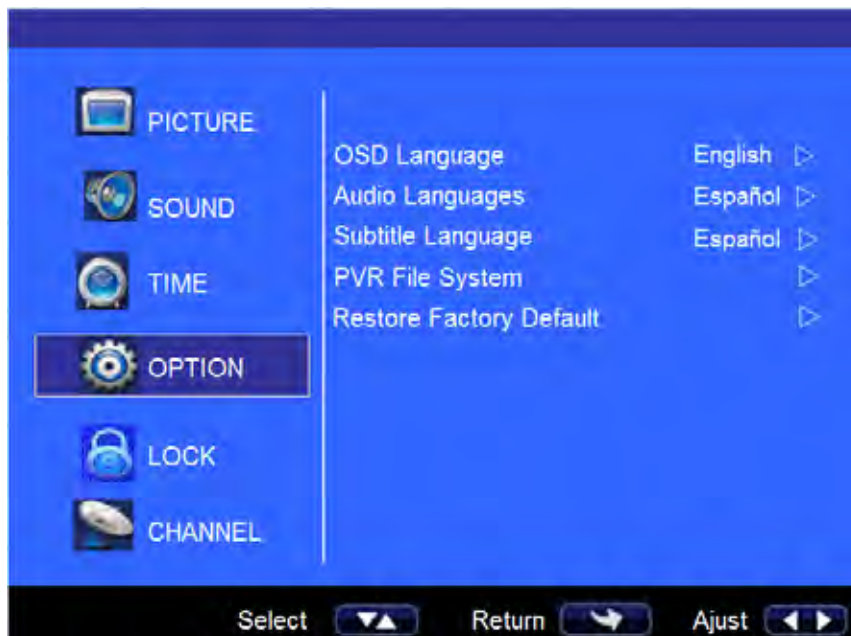 PICTURE
SOUND
TIME
OPTION
LOCK
CHANNEL
OSD Language English
Audio Languages Español
Subtitle Language Español
PVR File System
Restore Factory Default
Select Return Ajust